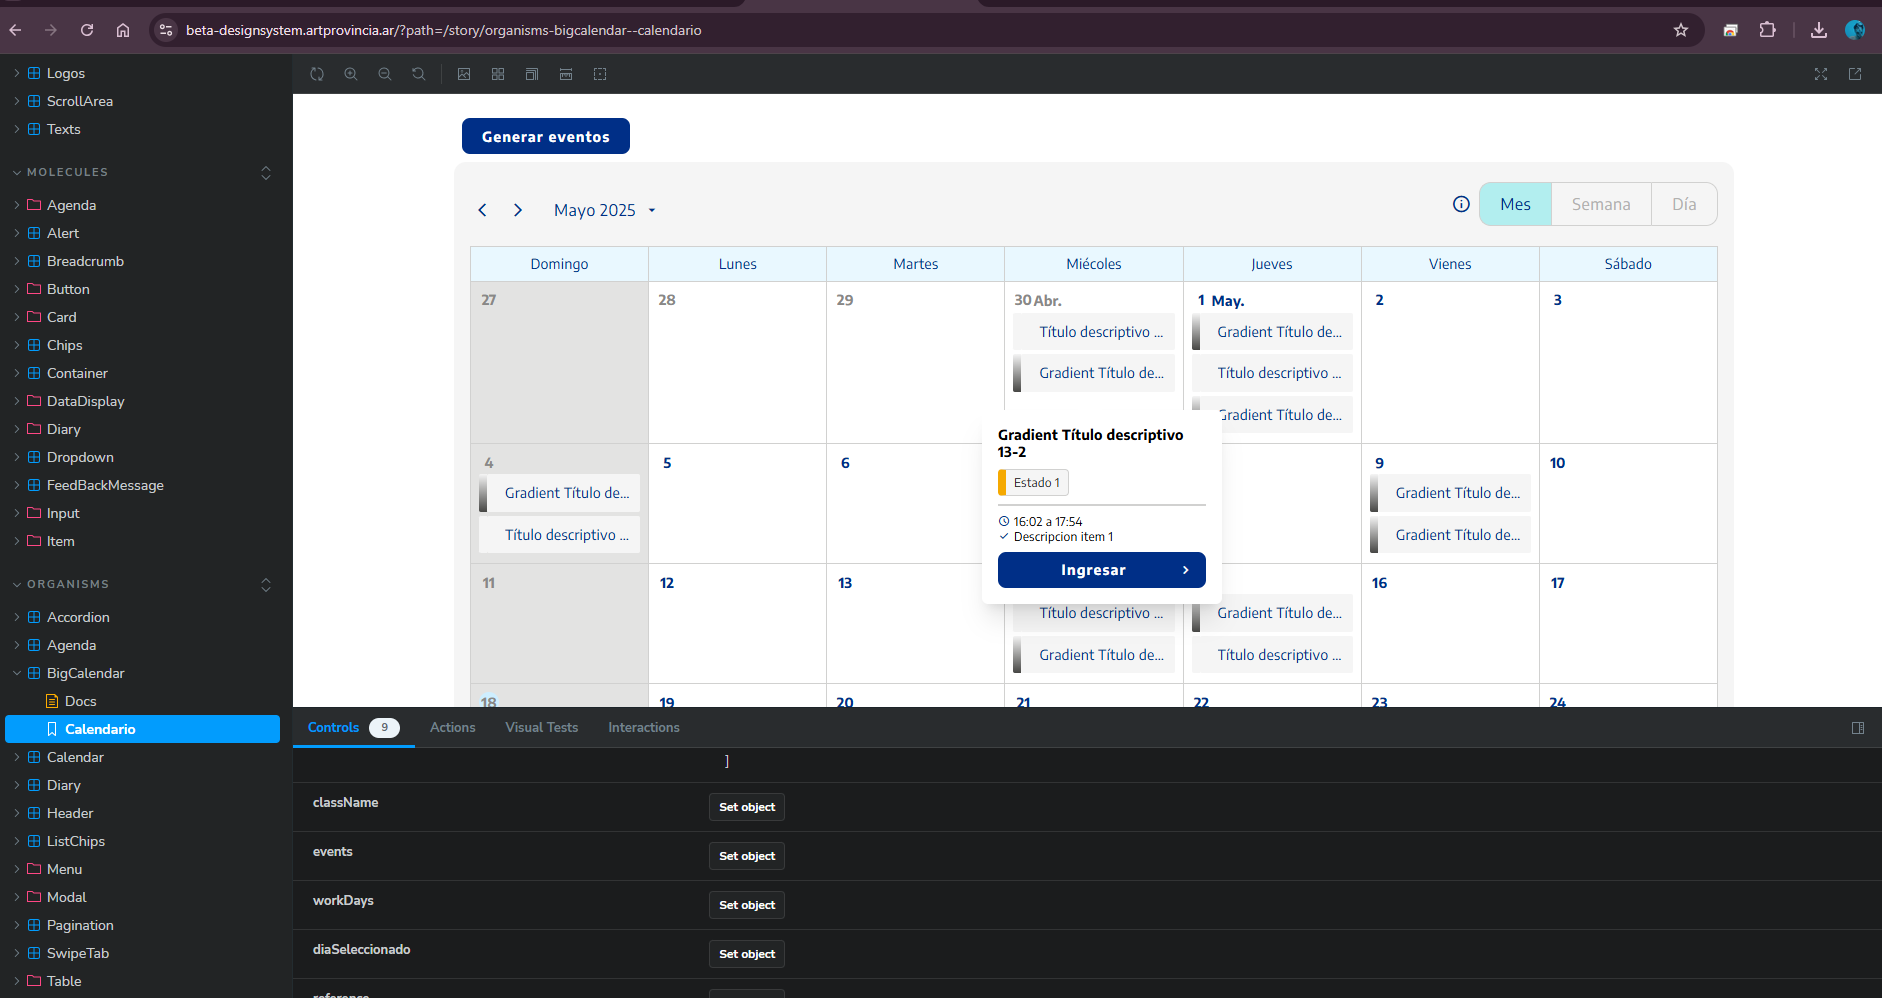 beta-designsystem.artprovincia.ar/?path=/story/organisms-bigcalendar--calendario
Logos
ScrollArea
Texts
MOLECULES
Agenda
Alert
Breadcrumb
Button
Card
Chips
Container
DataDisplay
Diary
Dropdown
FeedBackMessage
Input
Item
ORGANISMS
Accordion
Agenda
BigCalendar
Docs
Calendario
Calendar
Diary
Header
ListChips
Menu
Modal
Pagination
SwipeTab
Table
Generar eventos
Mayo 2025
Mes Semana Día
Domingo Lunes Martes Miécoles Jueves Vienes Sábado
27 28 29 30 Abr. 1 May. 2 3
Título descriptivo ... Gradient Título de...
Gradient Título de... Título descriptivo ...
Gradient Título de...
Gradient Título descriptivo
13-2
Estado 1
16:02 a 17:54
Descripcion item 1
Ingresar
4 5 6 9 10
Gradient Título de... Gradient Título de...
Título descriptivo ... Gradient Título de...
11 12 13 16 17
Título descriptivo ... Gradient Título de...
Gradient Título de... Título descriptivo ...
18 19 20 21 22 23 24
Controls 9 Actions Visual Tests Interactions
]
className Set object
events Set object
workDays Set object
diaSeleccionado Set object
reference